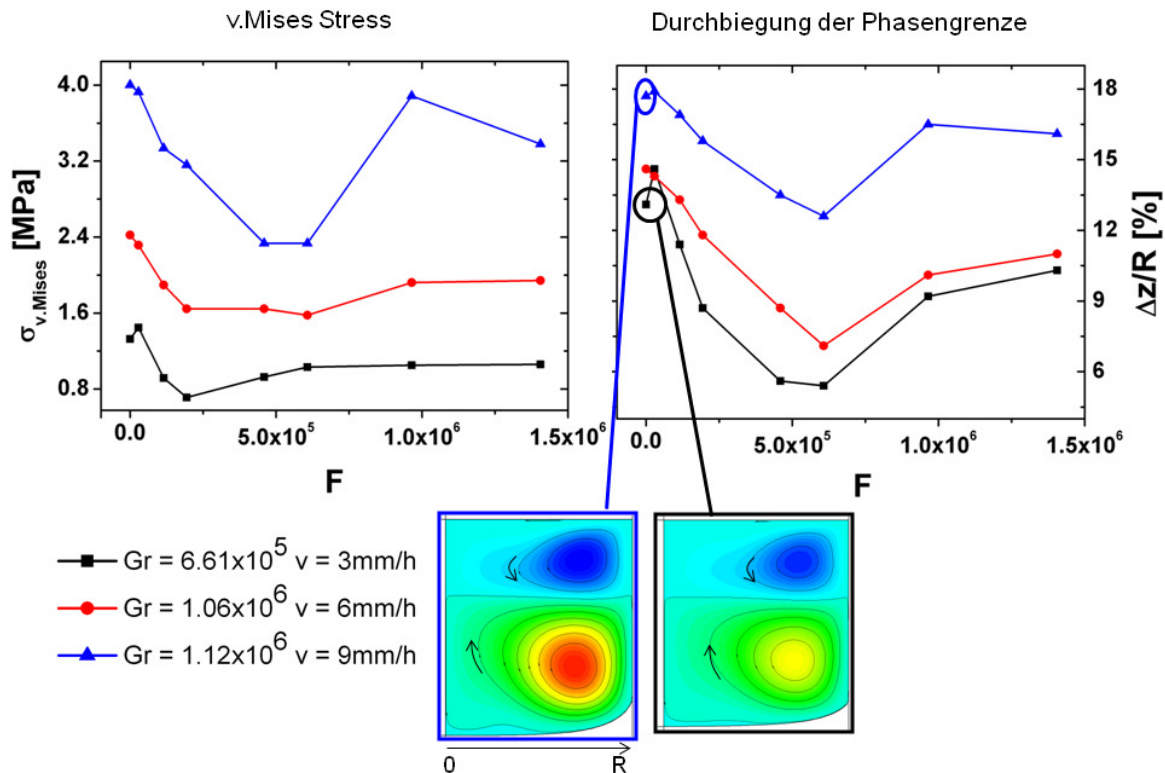 v.Mises Stress
Durchbiegung der Phasengrenze
4.0
3.2
2.4
1.6
0.8
σv.Mises [MPa]
0.0
5.0x10^5
1.0x10^6
1.5x10^6
F
18
15
12
9
6
Δz/R [%]
0.0
5.0x10^5
1.0x10^6
1.5x10^6
F
Gr = 6.61x10^5 v = 3mm/h
Gr = 1.06x10^6 v = 6mm/h
Gr = 1.12x10^6 v = 9mm/h
0
R